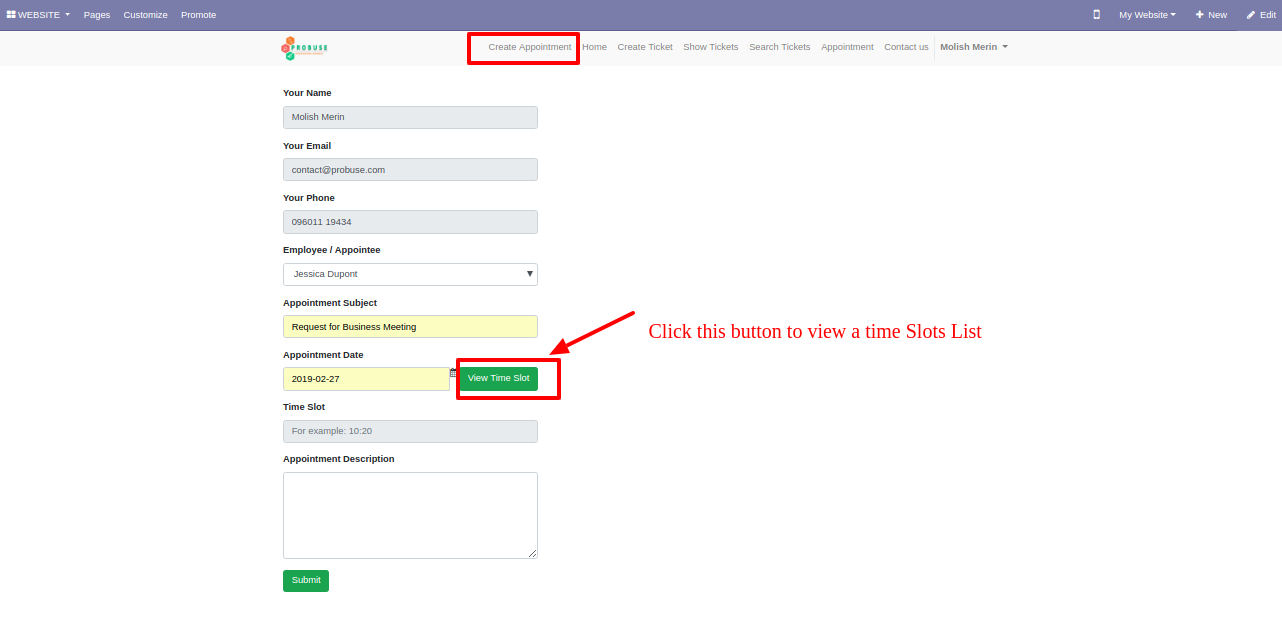 WEBSITE Pages Customize Promote My Website New Edit
PROBUSE Create Appointment Home Create Ticket Show Tickets Search Tickets Appointment Contact us Molish Merin
Your Name
Molish Merin
Your Email
contact@probuse.com
Your Phone
096011 19434
Employee / Appointee
Jessica Dupont
Appointment Subject
Request for Business Meeting
Click this button to view a time Slots List
Appointment Date
2019-02-27 View Time Slot
Time Slot
For example: 10:20
Appointment Description
Submit